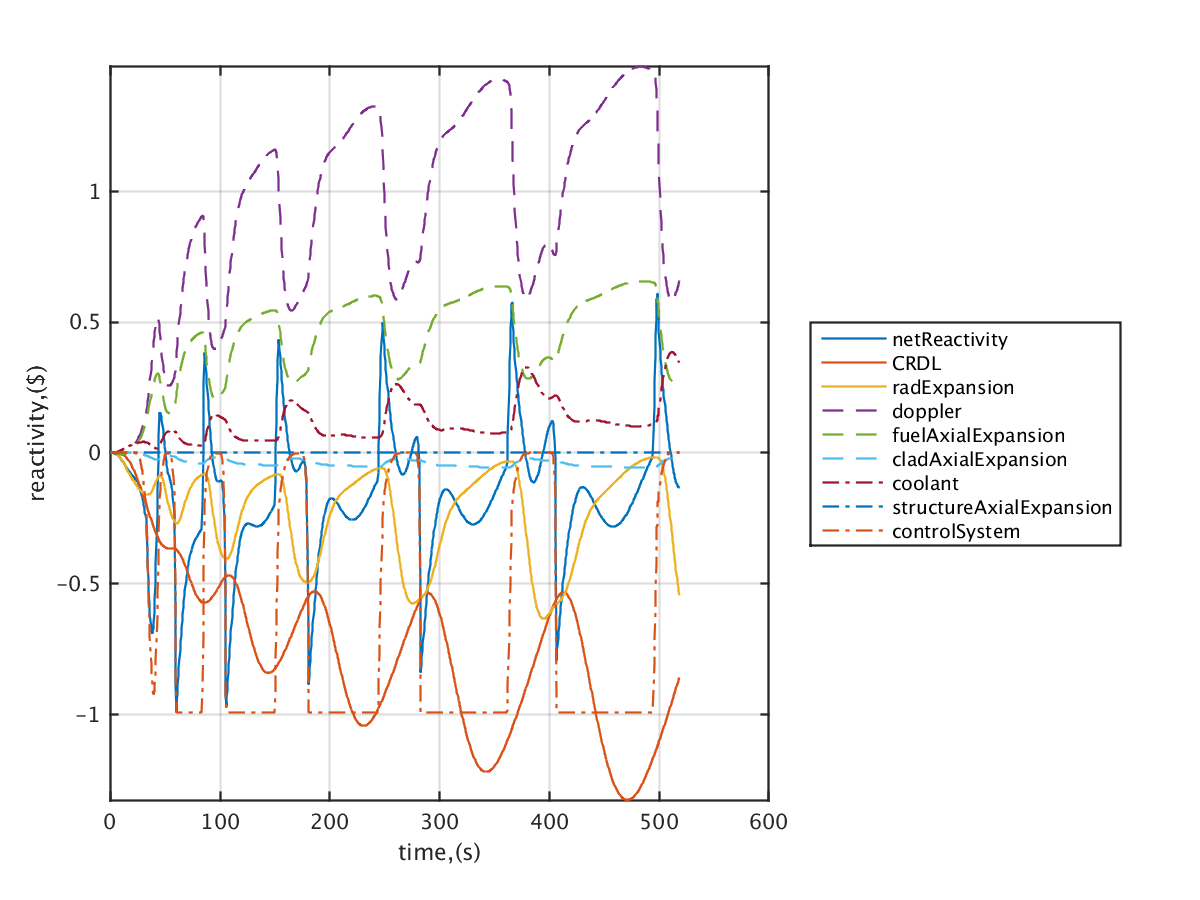 1
0.5
0
−0.5
−1
0
100
200
300
400
500
600
time,(s)
reactivity,($)
netReactivity
CRDL
radExpansion
doppler
fuelAxialExpansion
cladAxialExpansion
coolant
structureAxialExpansion
controlSystem